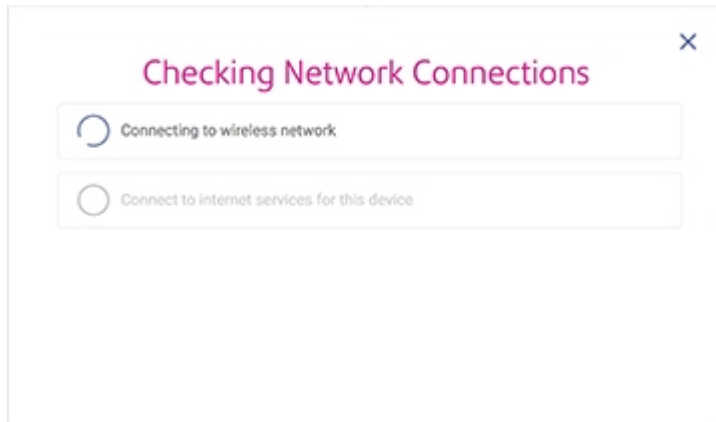 Checking Network Connections
Connecting to wireless network
Connect to internet services for this device